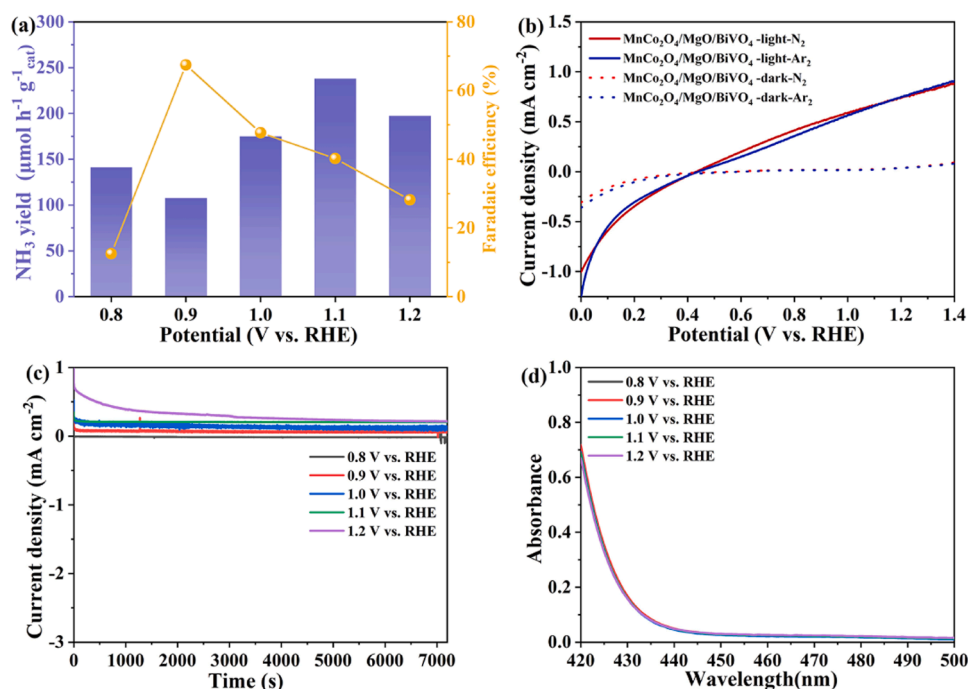 (a)
300
250
200
150
100
50
0
NH₃ yield (μmol h⁻¹ g⁻¹cat)
80
60
40
20
0
Faradaic efficiency (%)
0.8 0.9 1.0 1.1 1.2
Potential (V vs. RHE)
(b)
MnCo₂O₄/MgO/BiVO₄ -light-N₂
MnCo₂O₄/MgO/BiVO₄ -light-Ar₂
MnCo₂O₄/MgO/BiVO₄ -dark-N₂
MnCo₂O₄/MgO/BiVO₄ -dark-Ar₂
1.0
0.5
0.0
-0.5
-1.0
Current density (mA cm⁻²)
0.0 0.2 0.4 0.6 0.8 1.0 1.2 1.4
Potential (V vs. RHE)
(c)
1
0
-1
-2
-3
Current density (mA cm⁻²)
0.8 V vs. RHE
0.9 V vs. RHE
1.0 V vs. RHE
1.1 V vs. RHE
1.2 V vs. RHE
0 1000 2000 3000 4000 5000 6000 7000
Time (s)
(d)
1.0
0.8
0.6
0.4
0.2
0.0
Absorbance
0.8 V vs. RHE
0.9 V vs. RHE
1.0 V vs. RHE
1.1 V vs. RHE
1.2 V vs. RHE
420 430 440 450 460 470 480 490 500
Wavelength(nm)